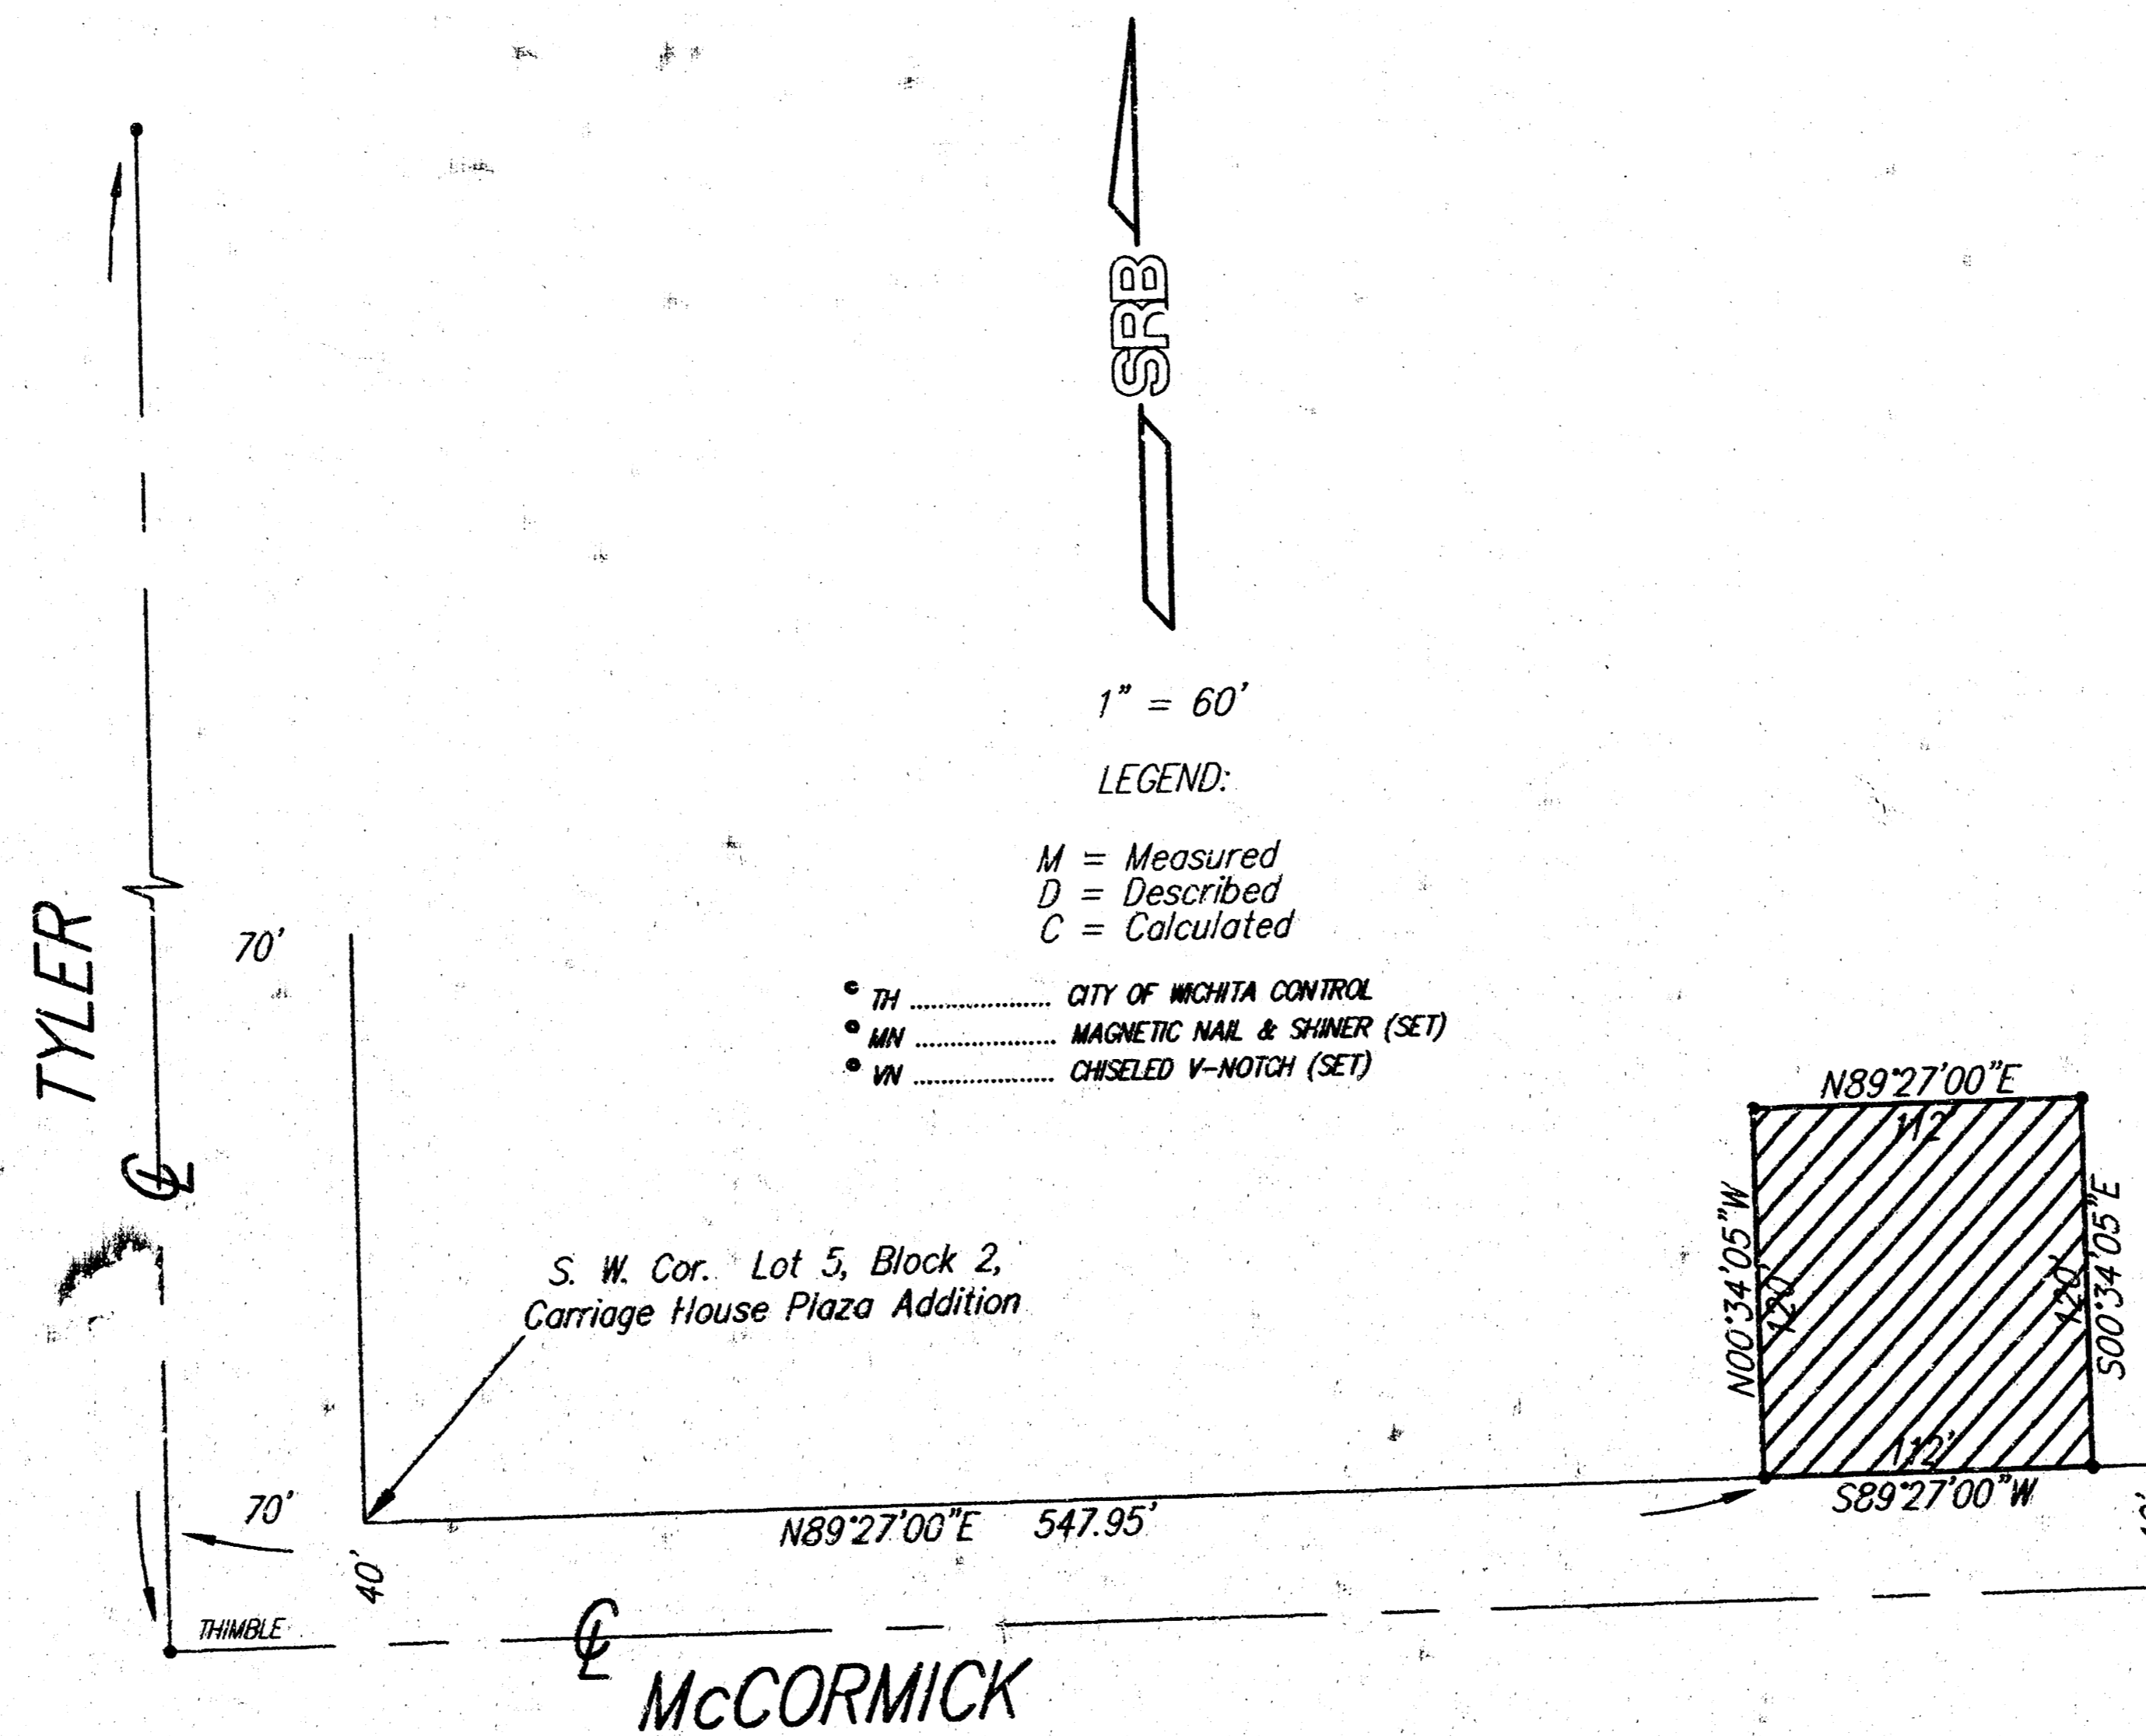 SRB
1" = 60'
LEGEND:
M = Measured
D = Described
C = Calculated
TH .................... CITY OF WICHITA CONTROL
MN .................... MAGNETIC NAIL & SHINER (SET)
VN .................... CHISELED V-NOTCH (SET)
TYLER
70'
℄
S. W. Cor. Lot 5, Block 2,
Carriage House Plaza Addition
N89°27'00"E
112'
N00°34'05"W
120'
120'
S00°34'05"E
112'
S89°27'00"W
70'
40'
N89°27'00"E 547.95'
THIMBLE
℄
McCORMICK